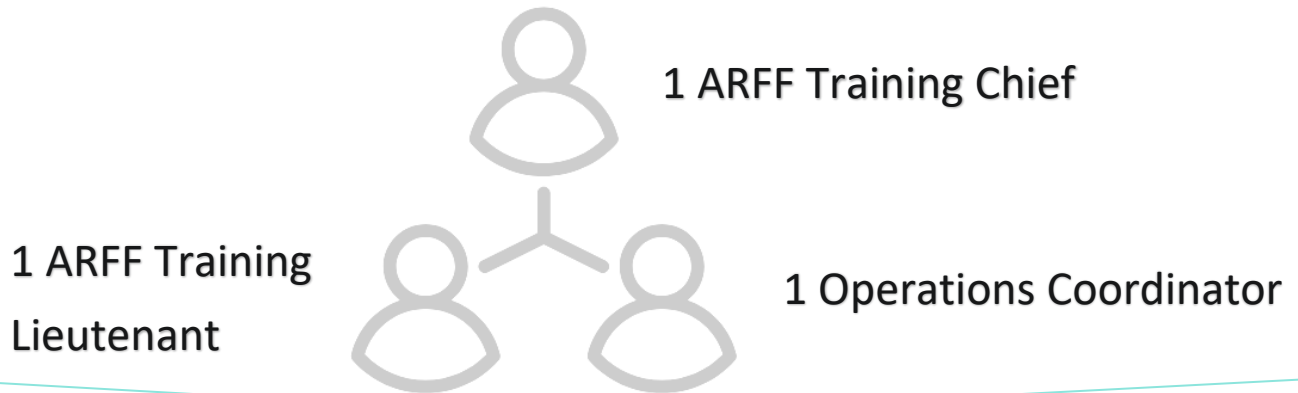 1 ARFF Training Chief
1 ARFF Training
Lieutenant
1 Operations Coordinator